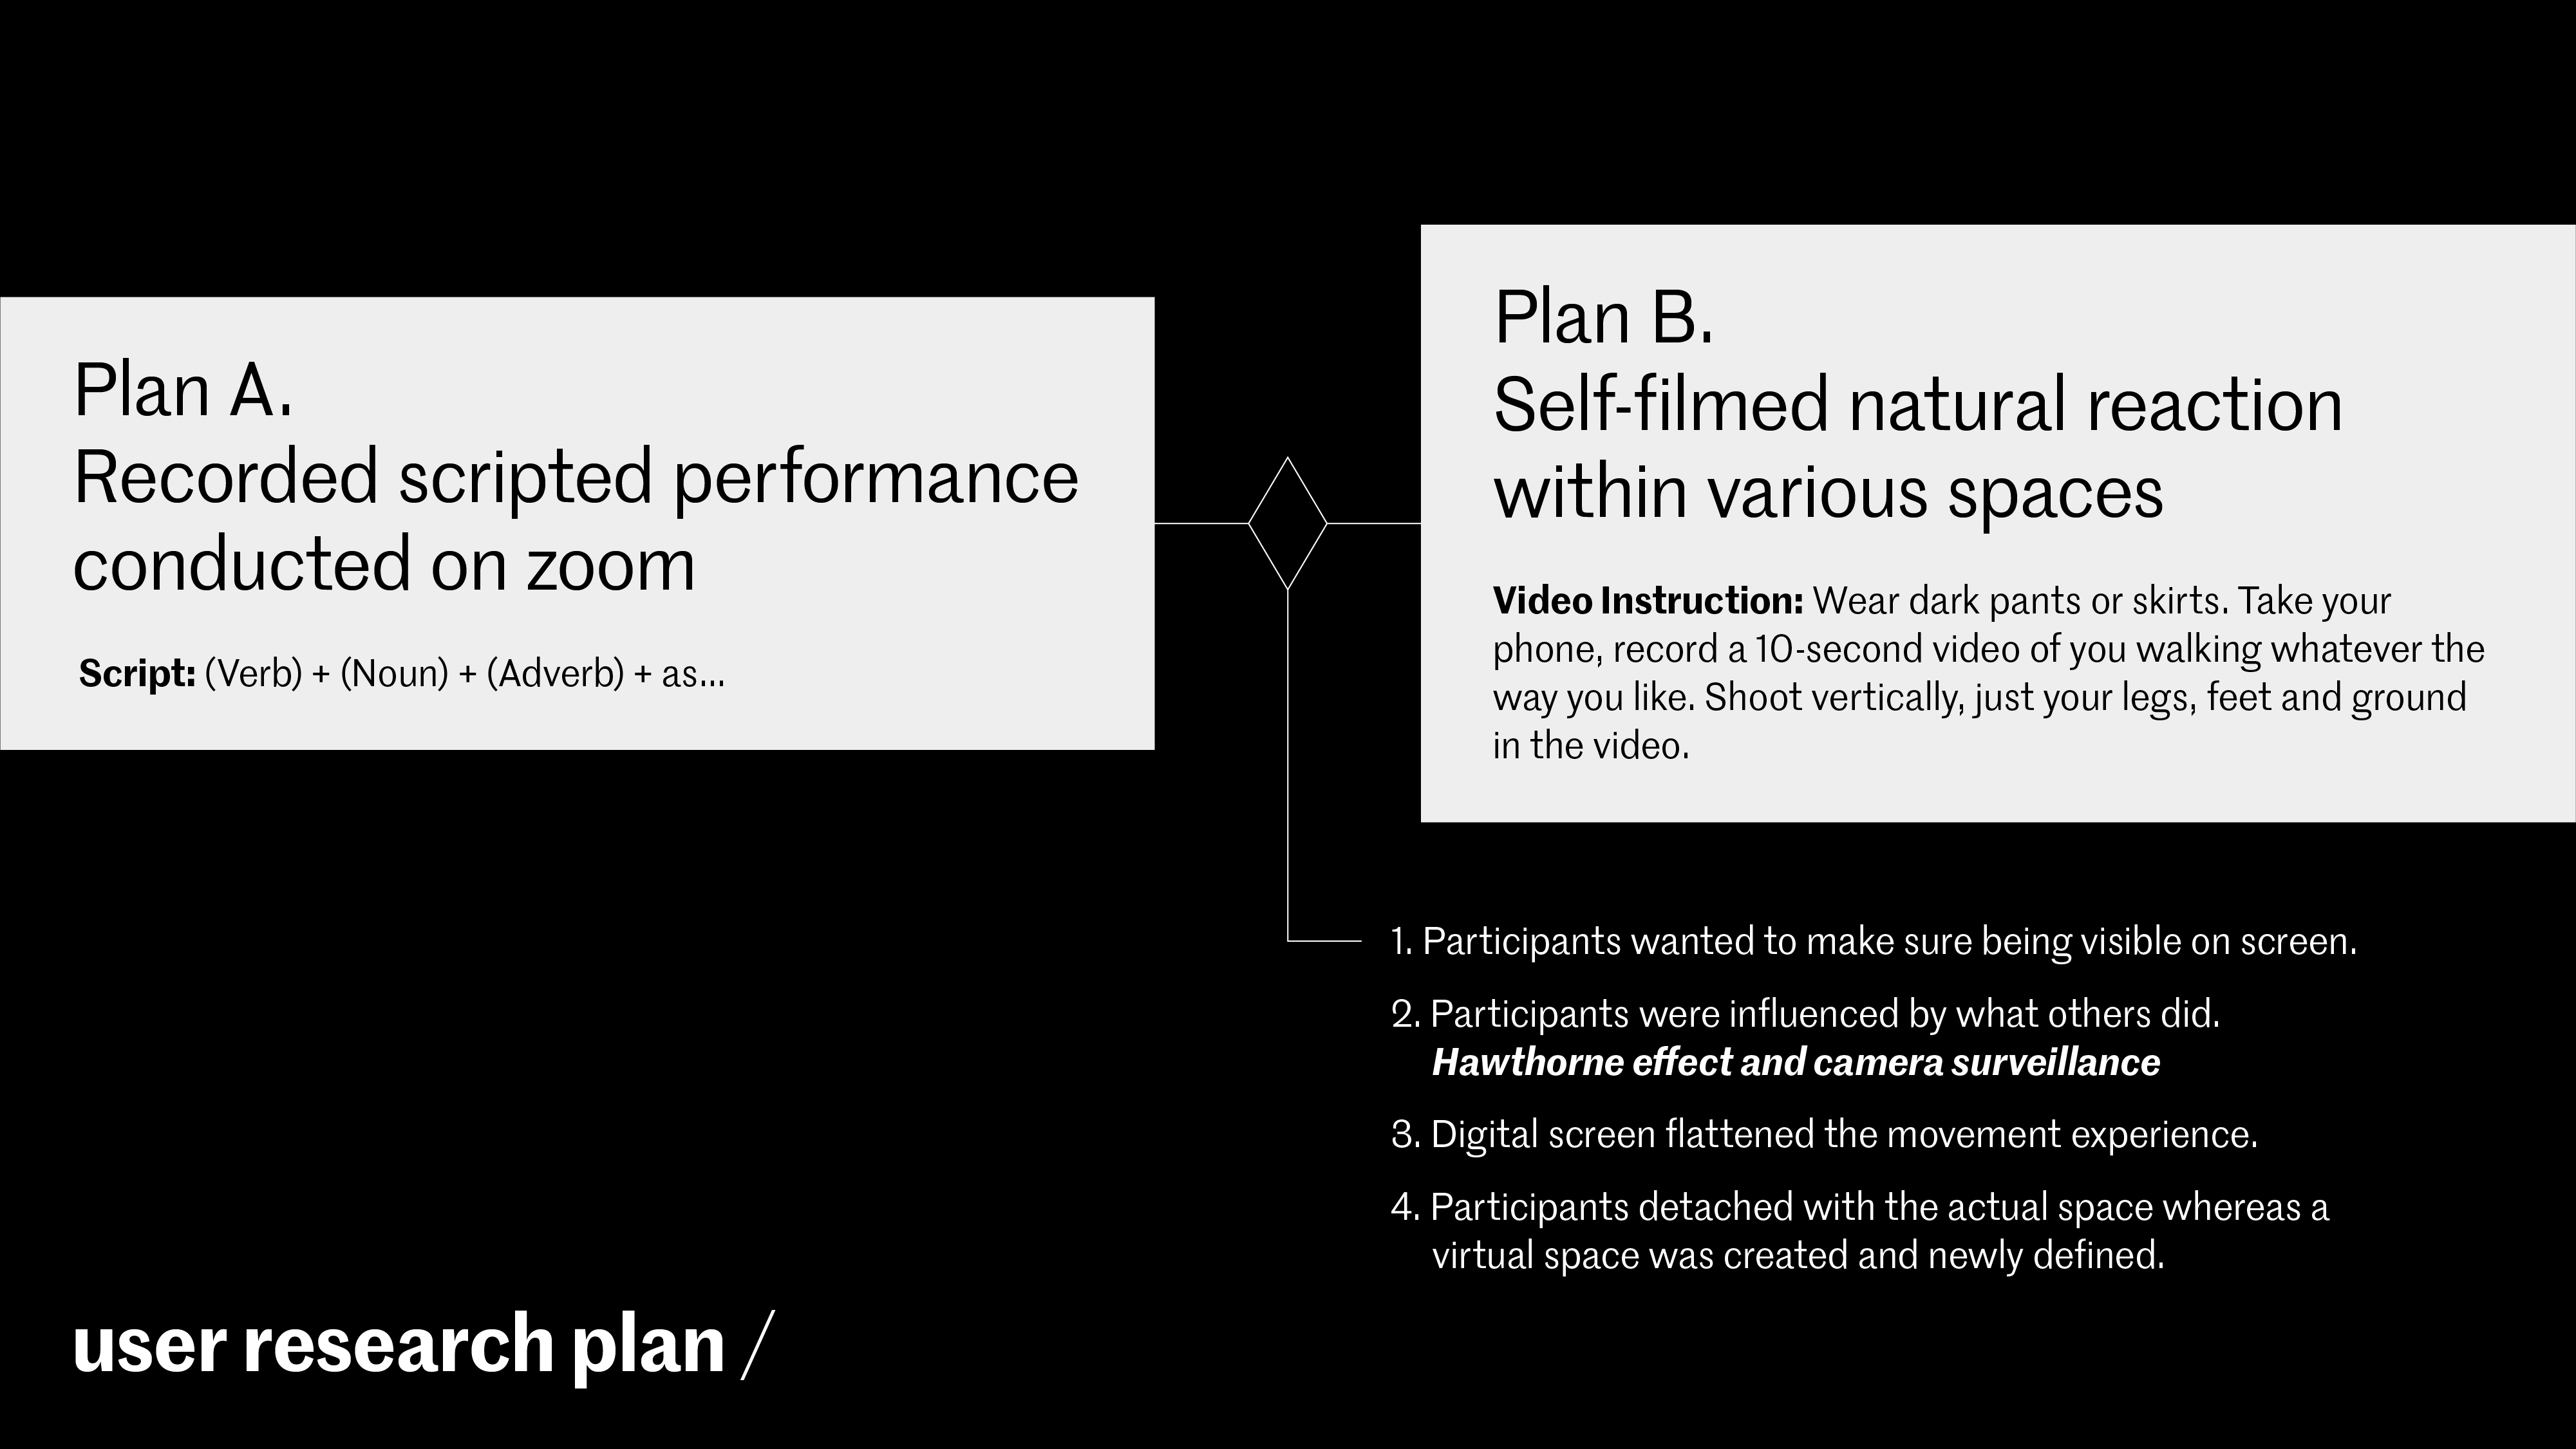 Plan A.
Recorded scripted performance
conducted on zoom
Script: (Verb) + (Noun) + (Adverb) + as...
Plan B.
Self-filmed natural reaction
within various spaces
Video Instruction: Wear dark pants or skirts. Take your
phone, record a 10-second video of you walking whatever the
way you like. Shoot vertically, just your legs, feet and ground
in the video.
1. Participants wanted to make sure being visible on screen.
2. Participants were influenced by what others did.
Hawthorne effect and camera surveillance
3. Digital screen flattened the movement experience.
4. Participants detached with the actual space whereas a
virtual space was created and newly defined.
user research plan /